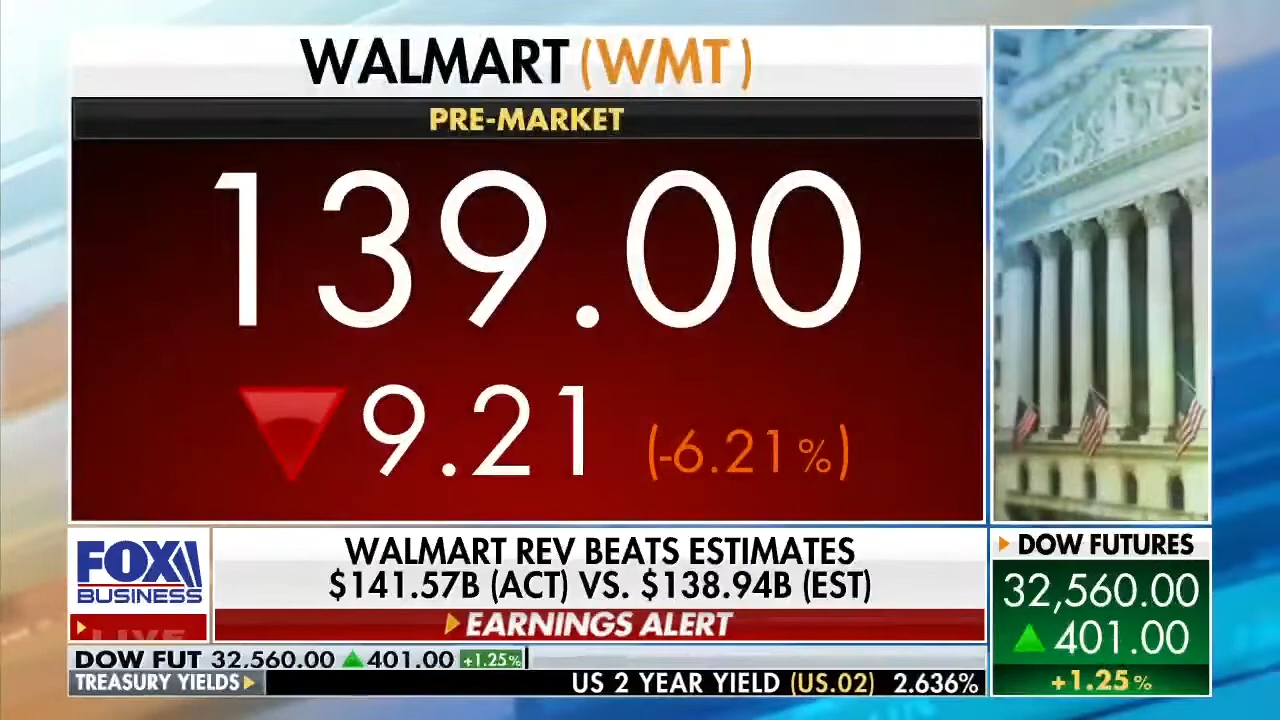 WALMART (WMT)
PRE-MARKET
139.00
9.21 (-6.21%)
FOX BUSINESS
LIVE
WALMART REV BEATS ESTIMATES
$141.57B (ACT) VS. $138.94B (EST)
EARNINGS ALERT
DOW FUTURES
32,560.00
401.00
+1.25%
DOW FUT 32,560.00 401.00 +1.25%
TREASURY YIELDS US 2 YEAR YIELD (US.02) 2.636%